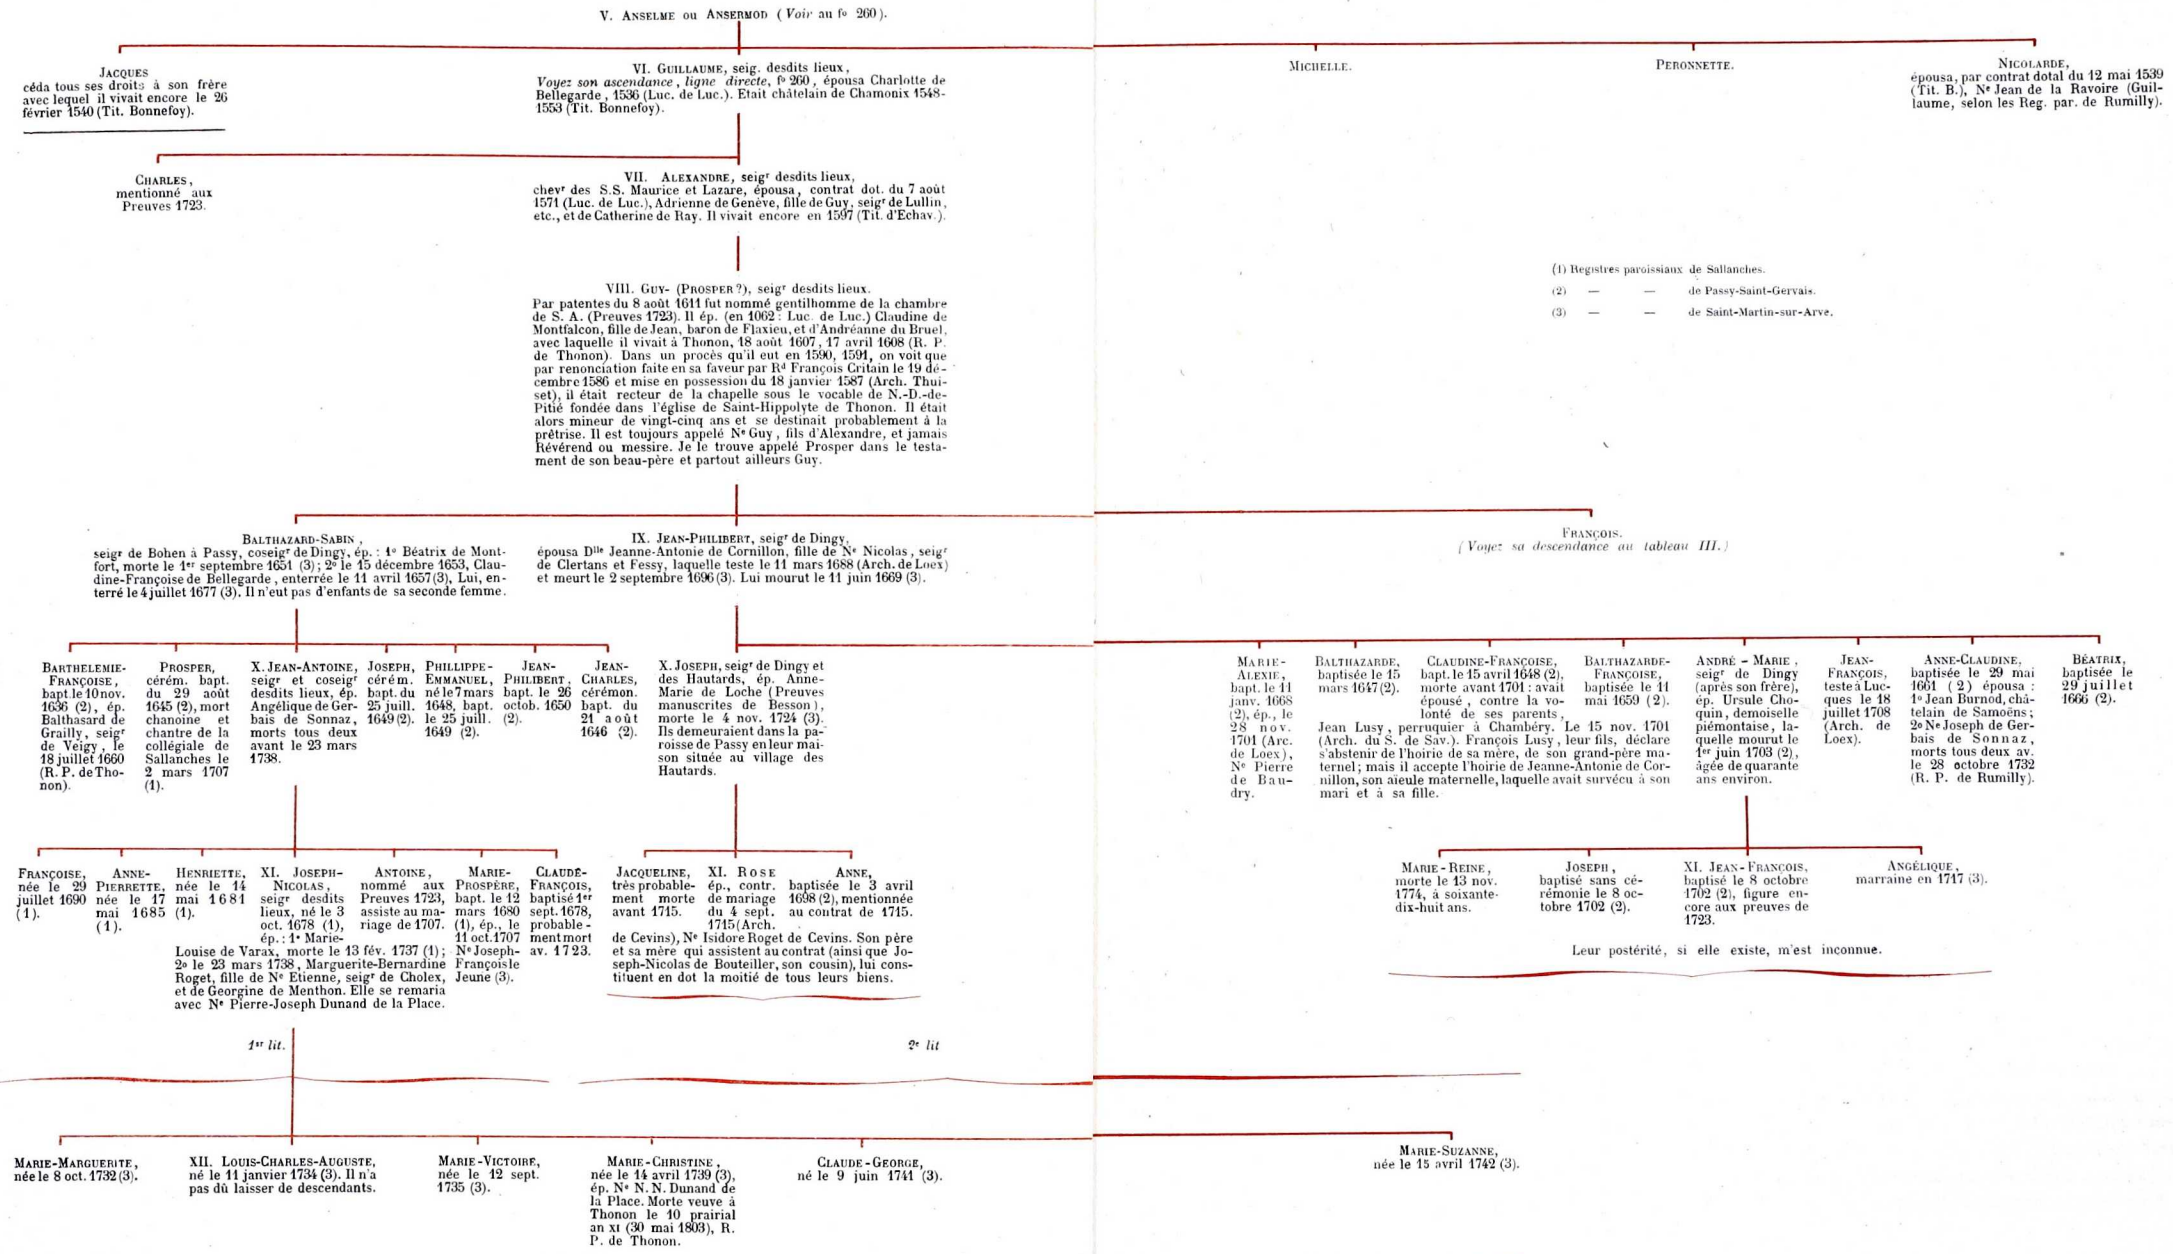 V. ANSELME OU ANSERMOD (Voir au fo 260).
JACQUES
céda tous ses droits à son frère
avec lequel il vivait encore le 26
février 1540 (Tit. Bonnefoy).
VI. GUILLAUME, seig. desdits lieux,
Voyez son ascendance, ligne directe, fo 260, épousa Charlotte de
Bellegarde, 1536 (Luc. de Luc.). Etait châtelain de Chamonix 1548-
1553 (Tit. Bonnefoy).
MICHELLE.
PERONNETTE.
NICOLARDE,
épousa, par contrat dotal du 12 mai 1539
(Tit. B.), Ne Jean de la Ravoire (Guil-
laume, selon les Reg. par. de Rumilly).
CHARLES,
mentionné aux
Preuves 1723.
VII. ALEXANDRE, seigr desdits lieux,
chevr des S.S. Maurice et Lazare, épousa, contrat dot. du 7 août
1571 (Luc. de Luc.), Adrienne de Genève, fille de Guy, seigr de Lullin,
etc., et de Catherine de Ray. Il vivait encore en 1597 (Tit. d'Echav.).
VIII. GUY- (PROSPER ?), seigr desdits lieux.
Par patentes du 8 août 1611 fut nommé gentilhomme de la chambre
de S. A. (Preuves 1723). Il ép. (en 1062 : Luc. de Luc.) Claudine de
Montfalcon, fille de Jean, baron de Flaxieu, et d'Andréanne du Bruel,
avec laquelle il vivait à Thonon, 18 août 1607, 17 avril 1608 (R. P.
de Thonon). Dans un procès qu'il eut en 1590, 1591, on voit que
par renonciation faite en sa faveur par Rd François Critain le 19 dé-
cembre 1586 et mise en possession du 18 janvier 1587 (Arch. Thui-
set), il était recteur de la chapelle sous le vocable de N.-D.-de-
Pitié fondée dans l'église de Saint-Hippolyte de Thonon. Il était
alors mineur de vingt-cinq ans et se destinait probablement à la
prêtrise. Il est toujours appelé Ne Guy, fils d'Alexandre, et jamais
Révérend ou messire. Je le trouve appelé Prosper dans le testa-
ment de son beau-père et partout ailleurs Guy.
(1) Registres paroissiaux de Sallanches.
(2) — — de Passy-Saint-Gervais.
(3) — — de Saint-Martin-sur-Arve.
BALTHAZARD-SABIN,
seigr de Bohen à Passy, coseigr de Dingy, ép. : 1o Béatrix de Mont-
fort, morte le 1er septembre 1651 (3) ; 2o le 15 décembre 1653, Clau-
dine-Françoise de Bellegarde, enterrée le 11 avril 1657 (3), Lui, en-
terré le 4 juillet 1677 (3). Il n'eut pas d'enfants de sa seconde femme.
IX. JEAN-PHILIBERT, seigr de Dingy,
épousa Dlle Jeanne-Antonie de Cornillon, fille de Ne Nicolas, seigr
de Clertans et Fessy, laquelle teste le 11 mars 1688 (Arch. de Loex)
et meurt le 2 septembre 1696 (3). Lui mourut le 11 juin 1669 (3).
FRANÇOIS.
(Voyez sa descendance au tableau III.)
BARTHELEMIE-
FRANÇOISE,
bapt. le 10 nov.
1636 (2), ép.
Balthasard de
Grailly, seigr
de Veigy, le
18 juillet 1660
(R. P. de Tho-
non).
PROSPER,
cérém. bapt.
du 29 août
1645 (2), mort
chanoine et
chantre de la
collégiale de
Sallanches le
2 mars 1707
(1).
X. JEAN-ANTOINE,
seigr et coseigr
desdits lieux, ép.
Angélique de Ger-
bais de Sonnaz,
morts tous deux
avant le 23 mars
1738.
JOSEPH,
cérém.
bapt. du
25 juill.
1649 (2).
PHILLIPPE-
EMMANUEL,
né le 7 mars
1648, bapt.
le 25 juill.
1649 (2).
JEAN-
PHILIBERT,
bapt. le 26
octob. 1650
(2).
JEAN-
CHARLES,
cérémon.
bapt. du
21 août
1646 (2).
X. JOSEPH, seigr de Dingy et
des Hautards, ép. Anne-
Marie de Loche (Preuves
manuscrites de Besson),
morte le 4 nov. 1724 (3).
Ils demeuraient dans la pa-
roisse de Passy en leur mai-
son située au village des
Hautards.
MARIE-
ALEXIE,
bapt. le 11
janv. 1668
(2), ép., le
28 nov.
1701 (Arc.
de Loex),
Ne Pierre
de Bau-
dry.
BALTHAZARDE,
baptisée le 15
mars 1647 (2).
CLAUDINE-FRANÇOISE,
bapt. le 15 avril 1648 (2),
morte avant 1701 : avait
épousé, contre la vo-
lonté de ses parents,
Jean Lusy, perruquier à Chambéry. Le 15 nov. 1701
(Arch. du S. de Sav.). François Lusy, leur fils, déclare
s'abstenir de l'hoirie de sa mère, de son grand-père ma-
ternel ; mais il accepte l'hoirie de Jeanne-Antonie de Cor-
nillon, son aïeule maternelle, laquelle avait survécu à son
mari et à sa fille.
BALTHAZARDE-
FRANÇOISE,
baptisée le 11
mai 1659 (2).
ANDRÉ-MARIE,
seigr de Dingy
(après son frère),
ép. Ursule Cho-
quin, demoiselle
piémontaise, la-
quelle mourut le
1er juin 1703 (2),
âgée de quarante
ans environ.
JEAN-
FRANÇOIS,
teste à Luc-
ques le 18
juillet 1708
(Arch. de
Loex).
ANNE-CLAUDINE,
baptisée le 29 mai
1661 (2) épousa :
1o Jean Burnod, châ-
telain de Samoëns ;
2o Ne Joseph de Ger-
bais de Sonnaz,
morts tous deux av.
le 28 octobre 1732
(R. P. de Rumilly).
BÉATRIX,
baptisée le
29 juillet
1666 (2).
FRANÇOISE,
née le 29
juillet 1690
(1).
ANNE-
PIERRETTE,
née le 17
mai 1685
(1).
HENRIETTE,
née le 14
mai 1681
(1).
XI. JOSEPH-
NICOLAS,
seigr desdits
lieux, né le 3
oct. 1678 (1),
ép. : 1o Marie-
Louise de Varax, morte le 13 fév. 1737 (1) ;
2o le 23 mars 1738, Marguerite-Bernardine
Roget, fille de Ne Etienne, seigr de Cholex,
et de Georgine de Menthon. Elle se remaria
avec Ne Pierre-Joseph Dunand de la Place.
ANTOINE,
nommé aux
Preuves 1723,
assiste au ma-
riage de 1707.
MARIE-
PROSPÈRE,
bapt. le 12
mars 1680
(1), ép., le
11 oct. 1707
Ne Joseph-
François le
Jeune (3).
CLAUDE-
FRANÇOIS,
baptisé 1er
sept. 1678,
probable-
ment mort
av. 1723.
JACQUELINE,
très probable-
ment morte
avant 1715.
XI. ROSE
ép., contr.
de mariage
du 4 sept.
1715 (Arch.
de Cevins), Ne Isidore Roget de Cevins. Son père
et sa mère qui assistent au contrat (ainsi que Jo-
seph-Nicolas de Bouteiller, son cousin), lui cons-
tituent en dot la moitié de tous leurs biens.
ANNE,
baptisée le 3 avril
1698 (2), mentionnée
au contrat de 1715.
MARIE-REINE,
morte le 13 nov.
1774, à soixante-
dix-huit ans.
JOSEPH,
baptisé sans cé-
rémonie le 8 oc-
tobre 1702 (2).
XI. JEAN-FRANÇOIS,
baptisé le 8 octobre
1702 (2), figure en-
core aux preuves de
1723.
ANGÉLIQUE,
marraine en 1717 (3).
Leur postérité, si elle existe, m'est inconnue.
1er lit.
2e lit
MARIE-MARGUERITE,
née le 8 oct. 1732 (3).
XII. LOUIS-CHARLES-AUGUSTE,
né le 11 janvier 1734 (3). Il n'a
pas dû laisser de descendants.
MARIE-VICTOIRE,
née le 12 sept.
1735 (3).
MARIE-CHRISTINE,
née le 14 avril 1739 (3),
ép. Ne N. N. Dunand de
la Place. Morte veuve à
Thonon le 10 prairial
an XI (30 mai 1803), R.
P. de Thonon.
CLAUDE-GEORGE,
né le 9 juin 1741 (3).
MARIE-SUZANNE,
née le 15 avril 1742 (3).